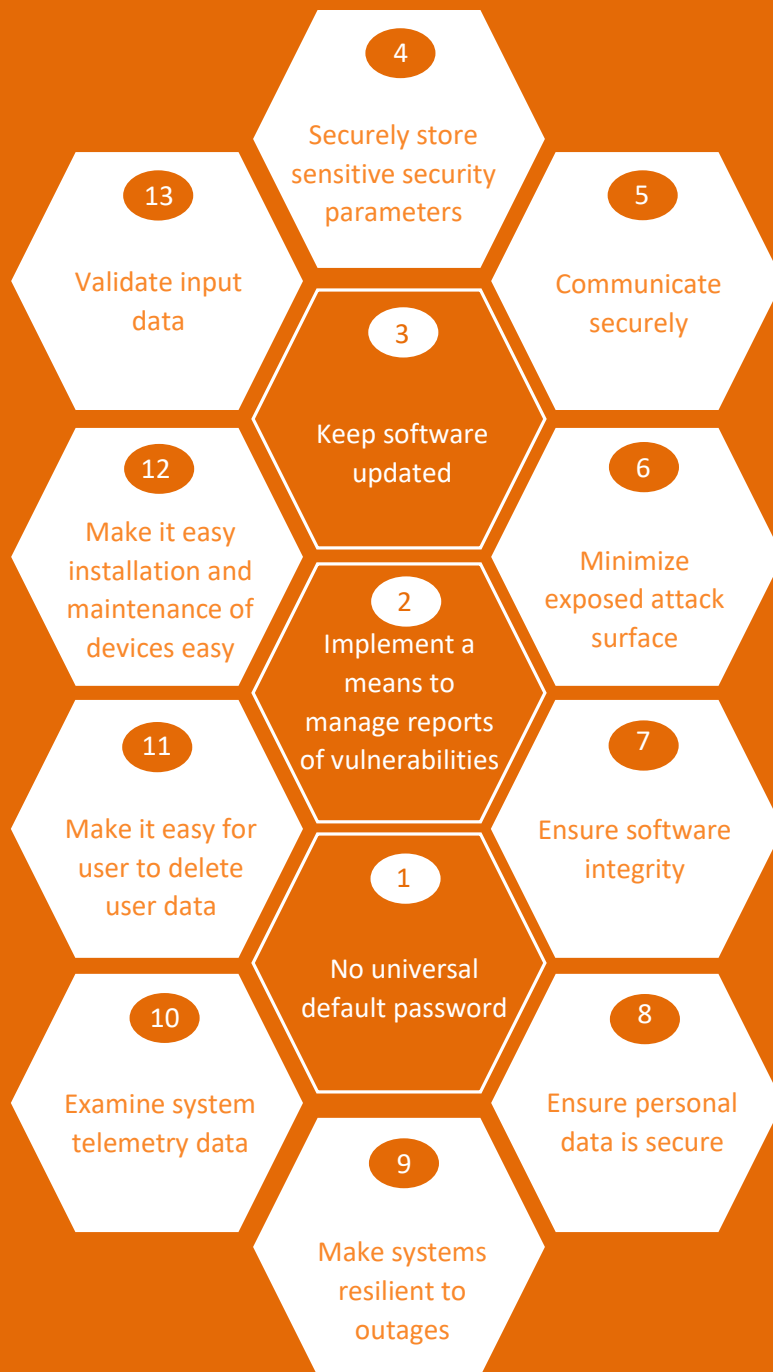 4
Securely store
sensitive security
parameters
13
Validate input
data
5
Communicate
securely
3
Keep software
updated
12
Make it easy
installation and
maintenance of
devices easy
6
Minimize
exposed attack
surface
2
Implement a
means to
manage reports
of vulnerabilities
11
Make it easy for
user to delete
user data
7
Ensure software
integrity
1
No universal
default password
10
Examine system
telemetry data
8
Ensure personal
data is secure
9
Make systems
resilient to
outages